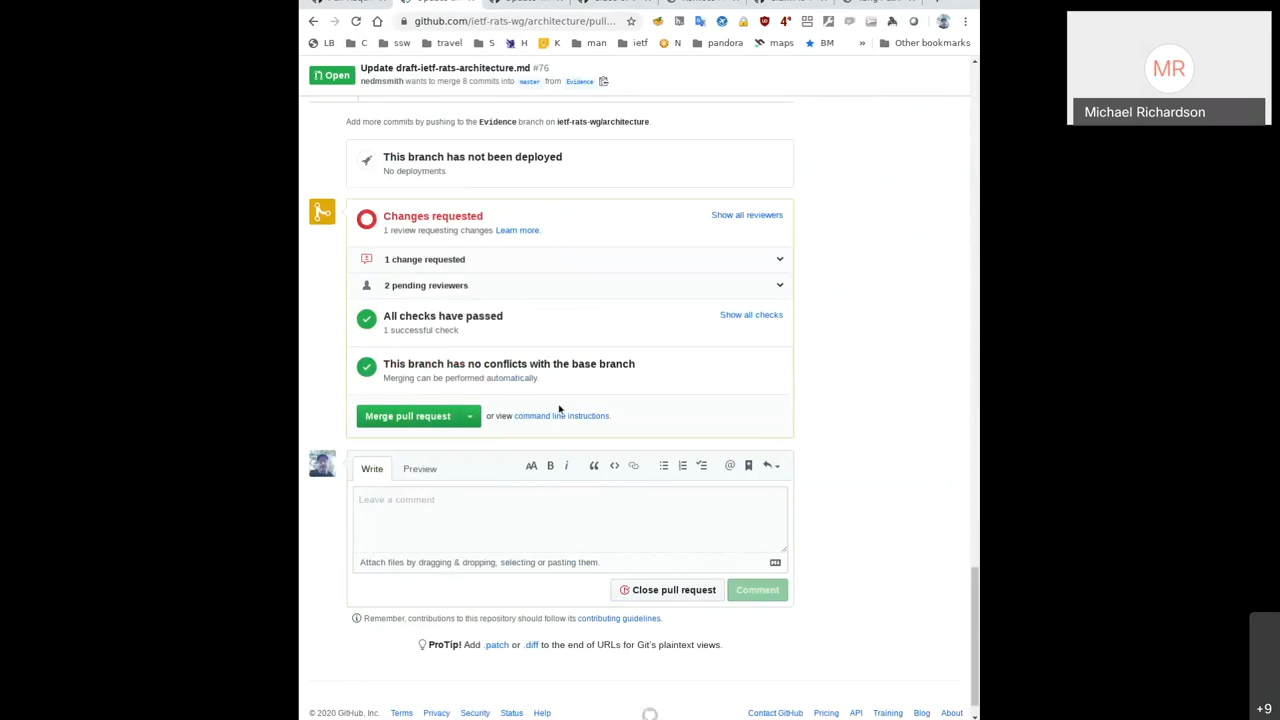 github.com/ietf-rats-wg/architecture/pull...
LB
C
ssw
travel
S
H
K
man
ietf
N
pandora
maps
BM
»
Other bookmarks
Open
Update draft-ietf-rats-architecture.md #76
nedmsmith wants to merge 8 commits into master from Evidence
Add more commits by pushing to the Evidence branch on ietf-rats-wg/architecture.
This branch has not been deployed
No deployments
Changes requested
Show all reviewers
1 review requesting changes Learn more.
1 change requested
2 pending reviewers
All checks have passed
Show all checks
1 successful check
This branch has no conflicts with the base branch
Merging can be performed automatically.
Merge pull request
or view command line instructions.
Write
Preview
Leave a comment
Attach files by dragging & dropping, selecting or pasting them.
Close pull request
Comment
Remember, contributions to this repository should follow its contributing guidelines.
ProTip! Add .patch or .diff to the end of URLs for Git's plaintext views.
© 2020 GitHub, Inc.
Terms
Privacy
Security
Status
Help
Contact GitHub
Pricing
API
Training
Blog
About
MR
Michael Richardson
+9